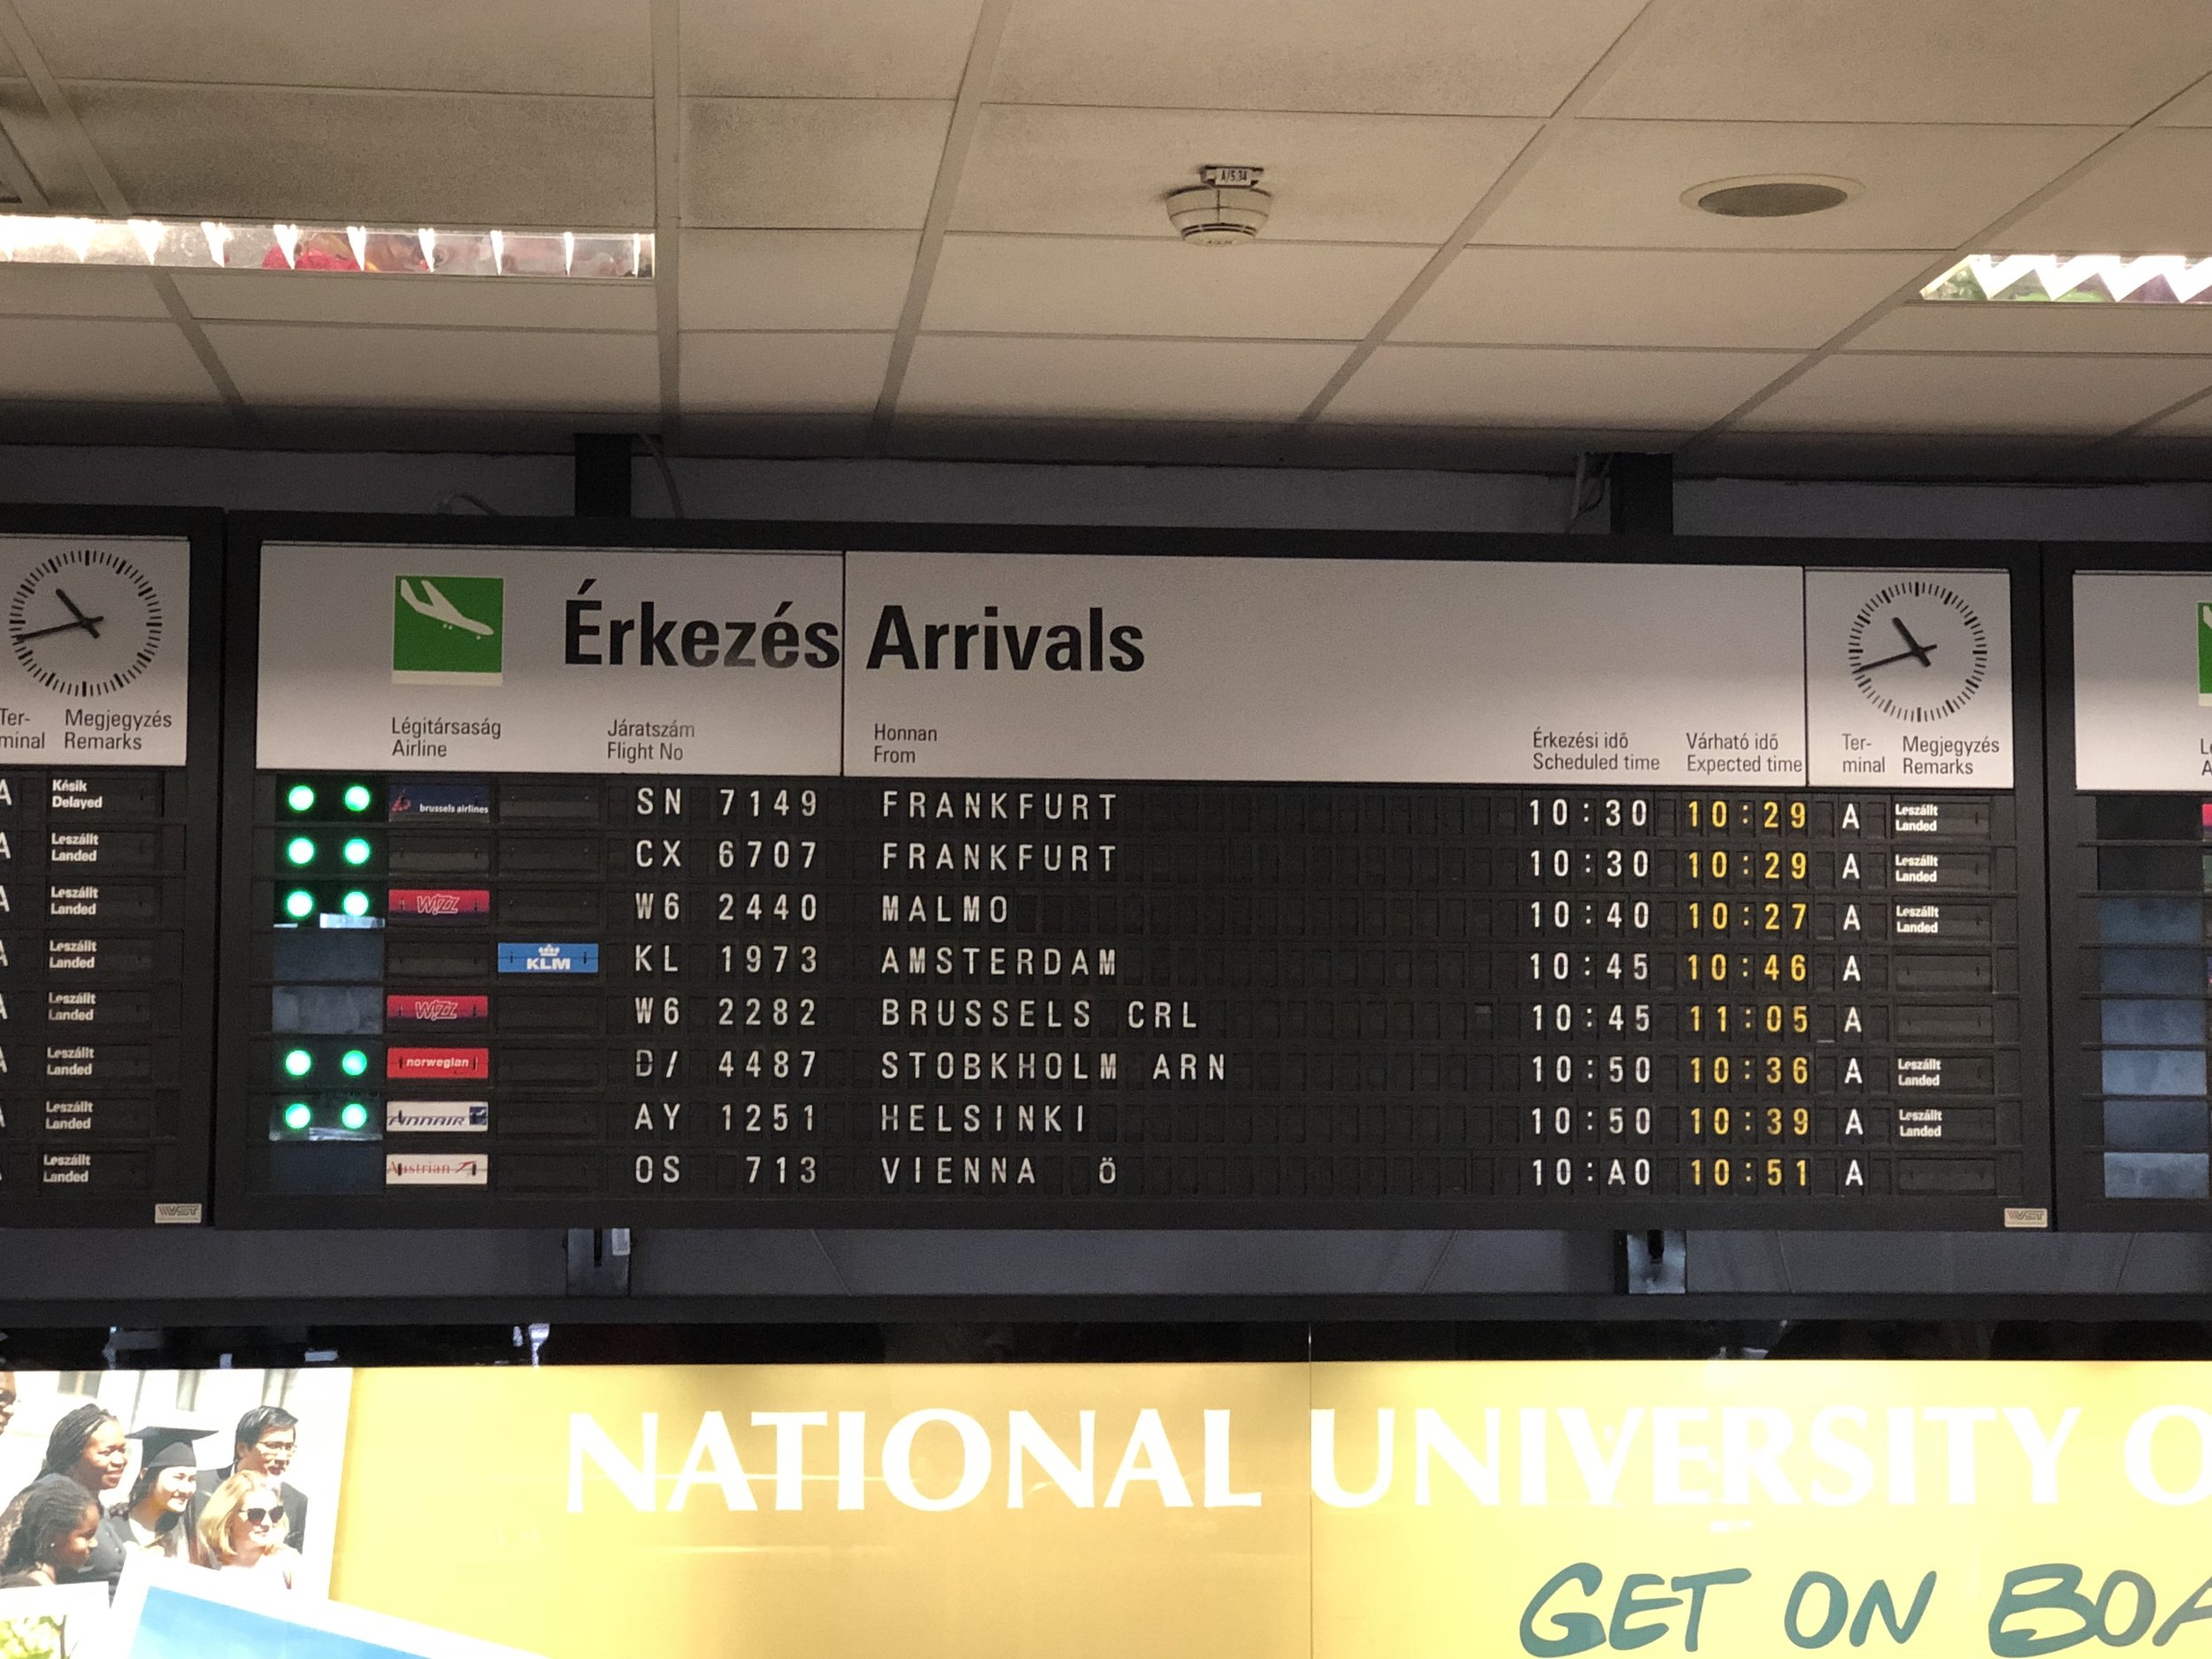 A/5.34
Érkezés Arrivals
Ter-
minal
Megjegyzés
Remarks
Légitársaság
Airline
Járatszám
Flight No
Honnan
From
Érkezési idő
Scheduled time
Várható idő
Expected time
Ter-
minal
Megjegyzés
Remarks
A Késik
Delayed
A Leszállt
Landed
A Leszállt
Landed
A Leszállt
Landed
A Leszállt
Landed
A Leszállt
Landed
A Leszállt
Landed
Leszállt
Landed
brussels airlines SN 7149 FRANKFURT 10:30 10:29 A Leszállt
Landed
CX 6707 FRANKFURT 10:30 10:29 A Leszállt
Landed
Wizz W6 2440 MALMO 10:40 10:27 A Leszállt
Landed
KLM KL 1973 AMSTERDAM 10:45 10:46 A
Wizz W6 2282 BRUSSELS CRL 10:45 11:05 A
norwegian D/ 4487 STOBKHOLM ARN 10:50 10:36 A Leszállt
Landed
FINNAIR AY 1251 HELSINKI 10:50 10:39 A Leszállt
Landed
Austrian OS 713 VIENNA Ö 10:A0 10:51 A
NATIONAL UNIVERSITY O
GET ON BOA